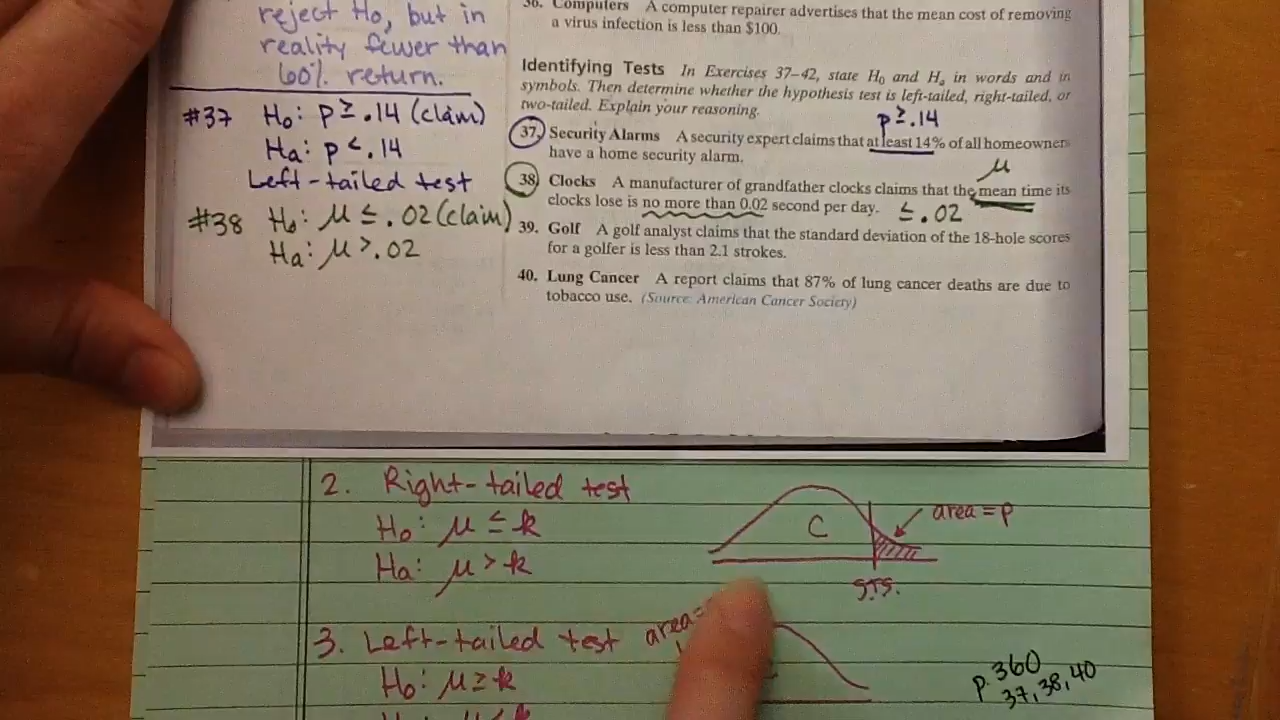 reject Ho, but in
reality fewer than
60% return.
#37 Ho: p ≥ .14 (claim)
Ha: p < .14
Left-tailed test
#38 Ho: μ ≤ .02 (claim)
Ha: μ > .02
36. Computers A computer repairer advertises that the mean cost of removing
a virus infection is less than $100.
Identifying Tests In Exercises 37–42, state H0 and Ha in words and in
symbols. Then determine whether the hypothesis test is left-tailed, right-tailed, or
two-tailed. Explain your reasoning.
p ≥ .14
37. Security Alarms A security expert claims that at least 14% of all homeowners
have a home security alarm.
μ
38. Clocks A manufacturer of grandfather clocks claims that the mean time its
clocks lose is no more than 0.02 second per day. ≤ .02
39. Golf A golf analyst claims that the standard deviation of the 18-hole scores
for a golfer is less than 2.1 strokes.
40. Lung Cancer A report claims that 87% of lung cancer deaths are due to
tobacco use. (Source: American Cancer Society)
2. Right-tailed test
Ho: μ ≤ k
Ha: μ > k
C
area = p
S.T.S.
3. Left-tailed test
Ho: μ ≥ k
area =
p. 360
37, 38, 40